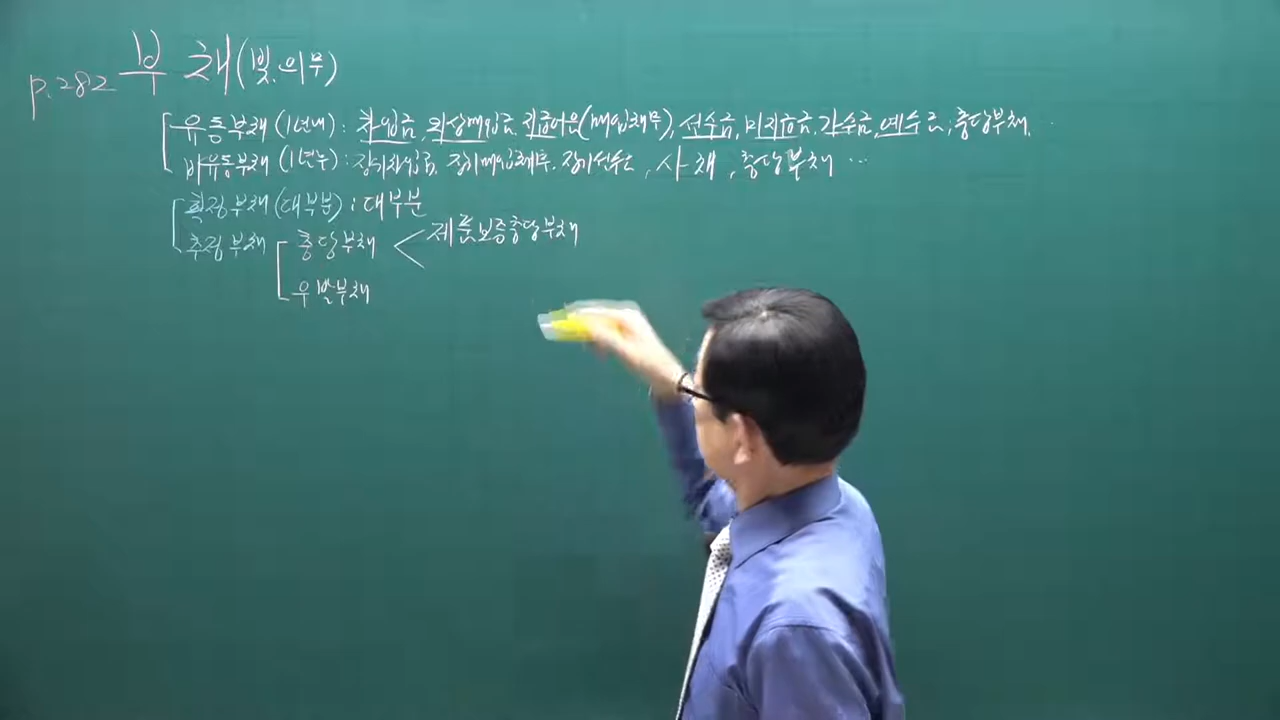 p.282 부 채 (빚, 의무)
유동부채 (1년내) : 차입금, 외상매입금, 지급어음 (매입채무), 선수금, 미지급금, 가수금, 예수금, 충당부채, …
비유동부채 (1년후) : 장기차입금, 장기매입채무, 장기선수금, 사채, 충당부채 …
확정부채 (대부분) : 대부분
추정부채 충당부채 < 제품보증충당부채
우발부채